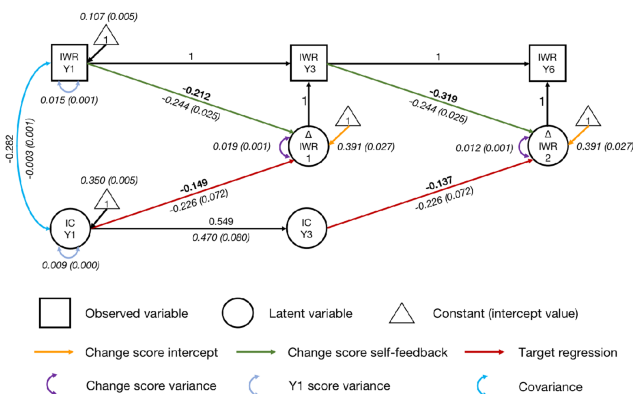 0.107 (0.005)
1
IWR
Y1
1
IWR
Y3
1
IWR
Y6
0.015 (0.001)
-0.212
-0.244 (0.025)
1
-0.319
-0.244 (0.025)
1
-0.282
-0.003 (0.001)
0.019 (0.001)
Δ
IWR
1
1
0.391 (0.027)
0.012 (0.001)
Δ
IWR
2
1
0.391 (0.027)
0.350 (0.005)
1
-0.149
-0.226 (0.072)
-0.137
-0.226 (0.072)
IC
Y1
0.549
0.470 (0.080)
IC
Y3
0.009 (0.000)
Observed variable
Latent variable
Constant (intercept value)
Change score intercept
Change score self-feedback
Target regression
Change score variance
Y1 score variance
Covariance